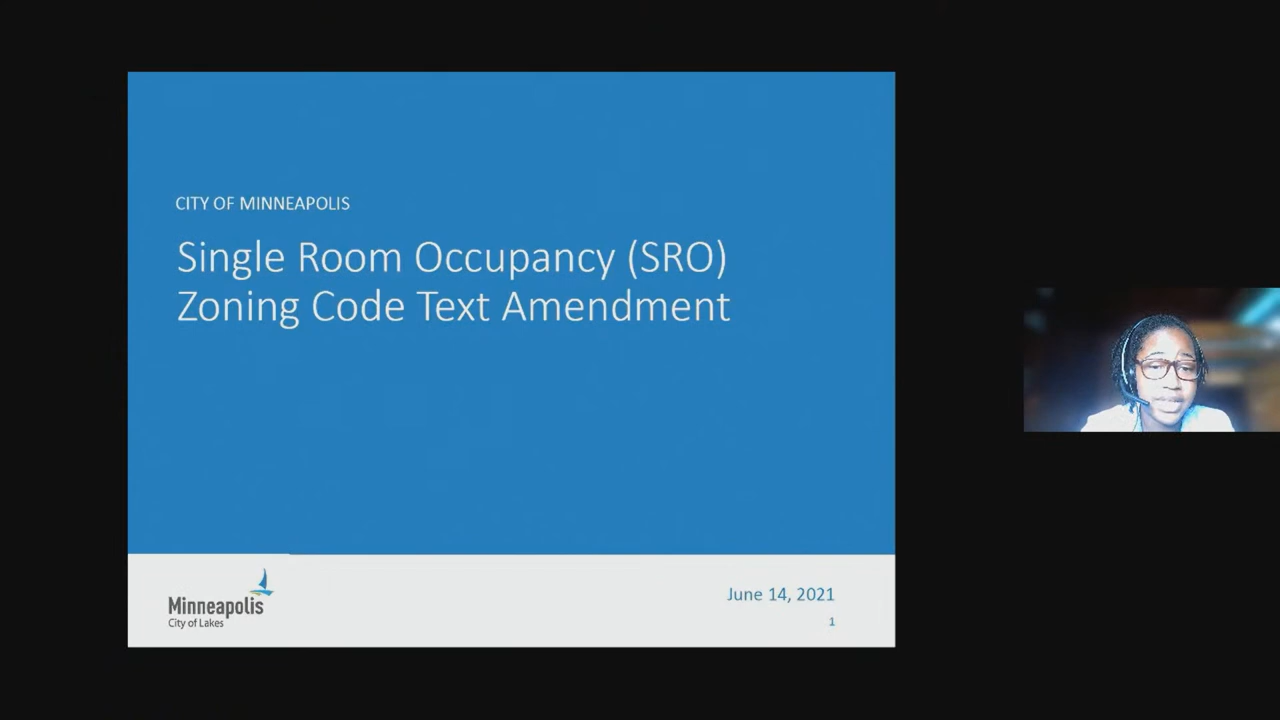 CITY OF MINNEAPOLIS
Single Room Occupancy (SRO)
Zoning Code Text Amendment
Minneapolis
City of Lakes
June 14, 2021
1